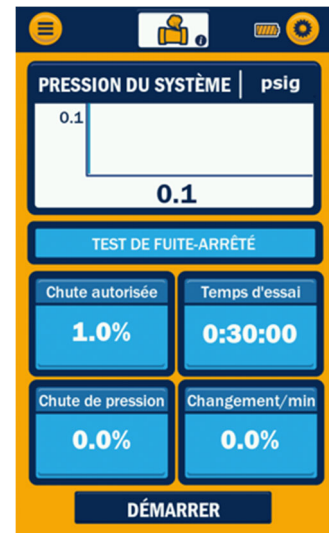 PRESSION DU SYSTÈME psig
0.1
0.1
TEST DE FUITE-ARRÊTÉ
Chute autorisée Temps d'essai
1.0% 0:30:00
Chute de pression Changement/min
0.0% 0.0%
DÉMARRER